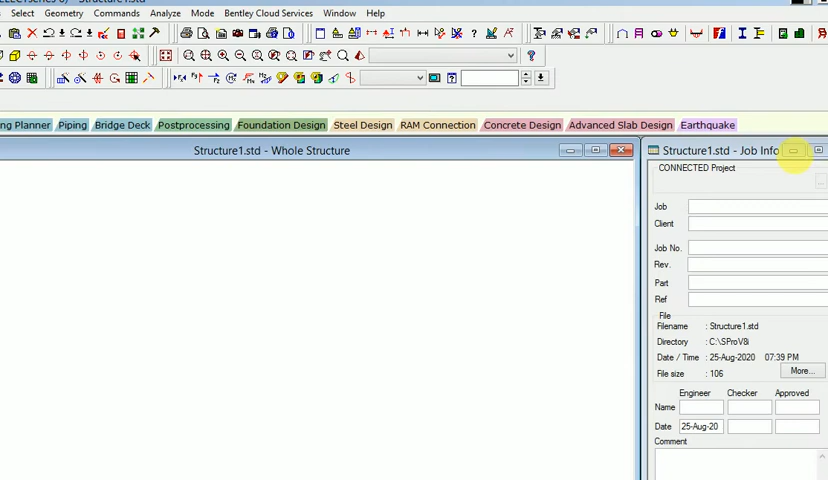 Structure1.std
Select Geometry Commands Analyze Mode Bentley Cloud Services Window Help
Planner Piping Bridge Deck Postprocessing Foundation Design Steel Design RAM Connection Concrete Design Advanced Slab Design Earthquake
Structure1.std - Whole Structure
Structure1.std - Job Info
CONNECTED Project
...
Job
Client
Job No.
Rev.
Part
Ref
File
Filename : Structure1.std
Directory : C:\SProV8i
Date / Time : 25-Aug-2020 07:39 PM
File size : 106
More...
Engineer Checker Approved
Name
Date 25-Aug-20
Comment